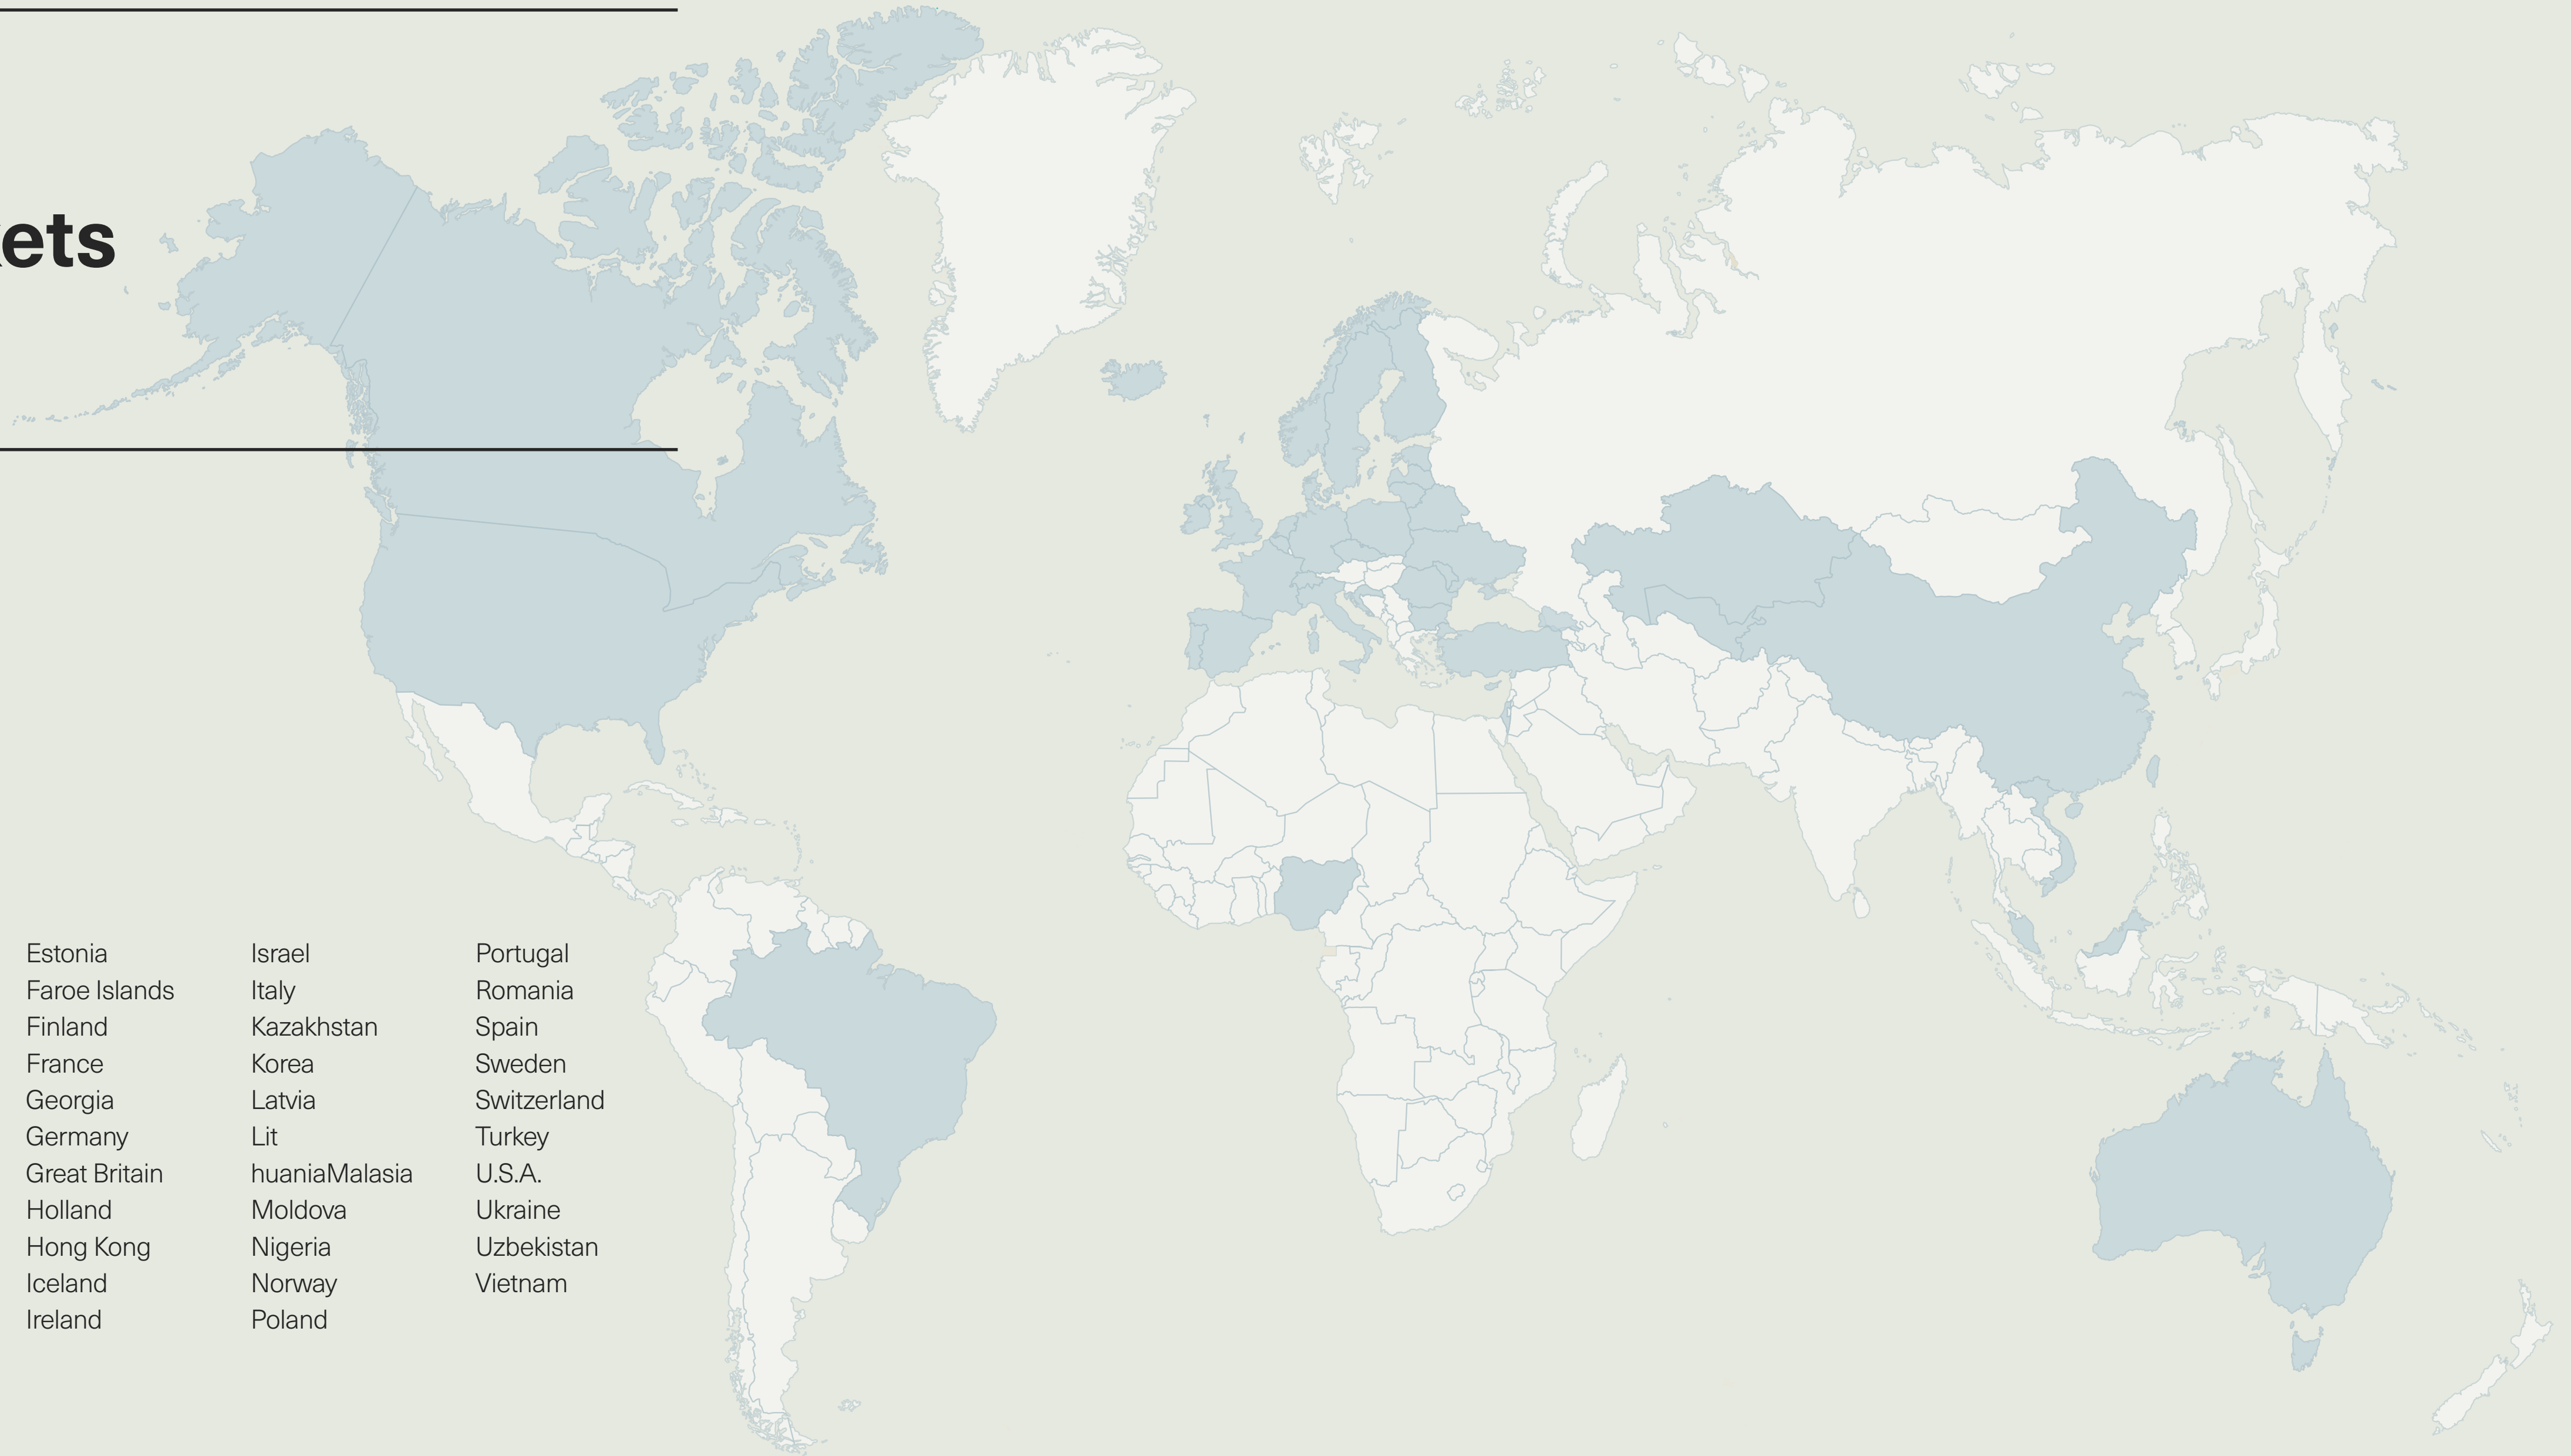 ets
Estonia
Faroe Islands
Finland
France
Georgia
Germany
Great Britain
Holland
Hong Kong
Iceland
Ireland
Israel
Italy
Kazakhstan
Korea
Latvia
Lit
huaniaMalasia
Moldova
Nigeria
Norway
Poland
Portugal
Romania
Spain
Sweden
Switzerland
Turkey
U.S.A.
Ukraine
Uzbekistan
Vietnam